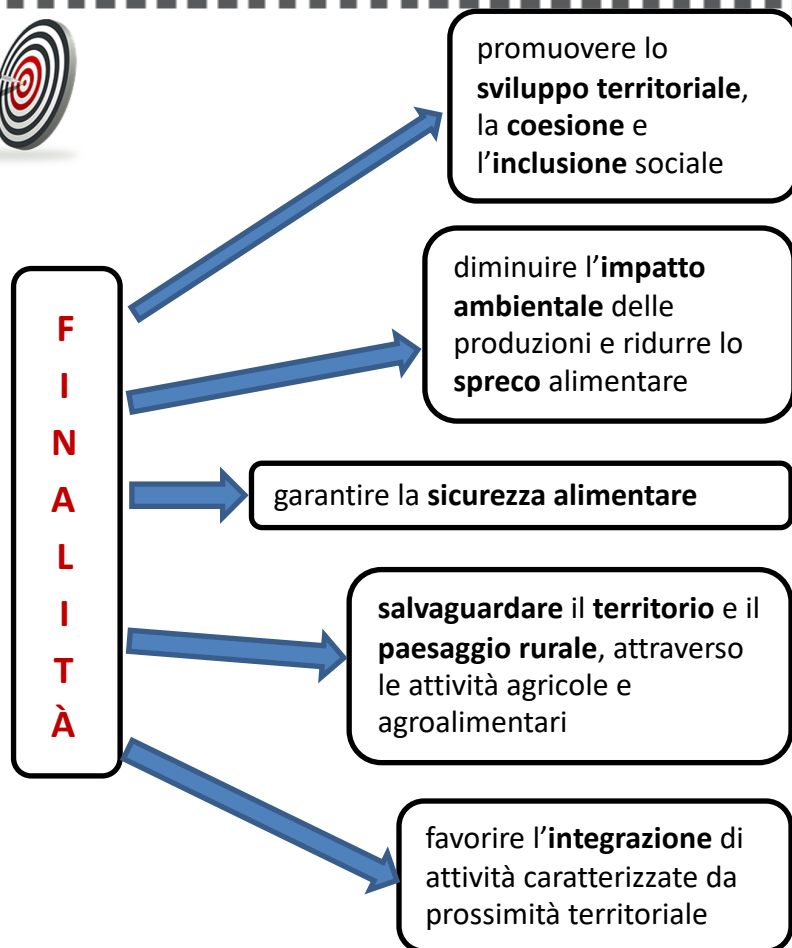 promuovere lo
sviluppo territoriale,
la coesione e
l’inclusione sociale
diminuire l’impatto
ambientale delle
produzioni e ridurre lo
spreco alimentare
F
I
N
A
L
I
T
À
garantire la sicurezza alimentare
salvaguardare il territorio e il
paesaggio rurale, attraverso
le attività agricole e
agroalimentari
favorire l’integrazione di
attività caratterizzate da
prossimità territoriale